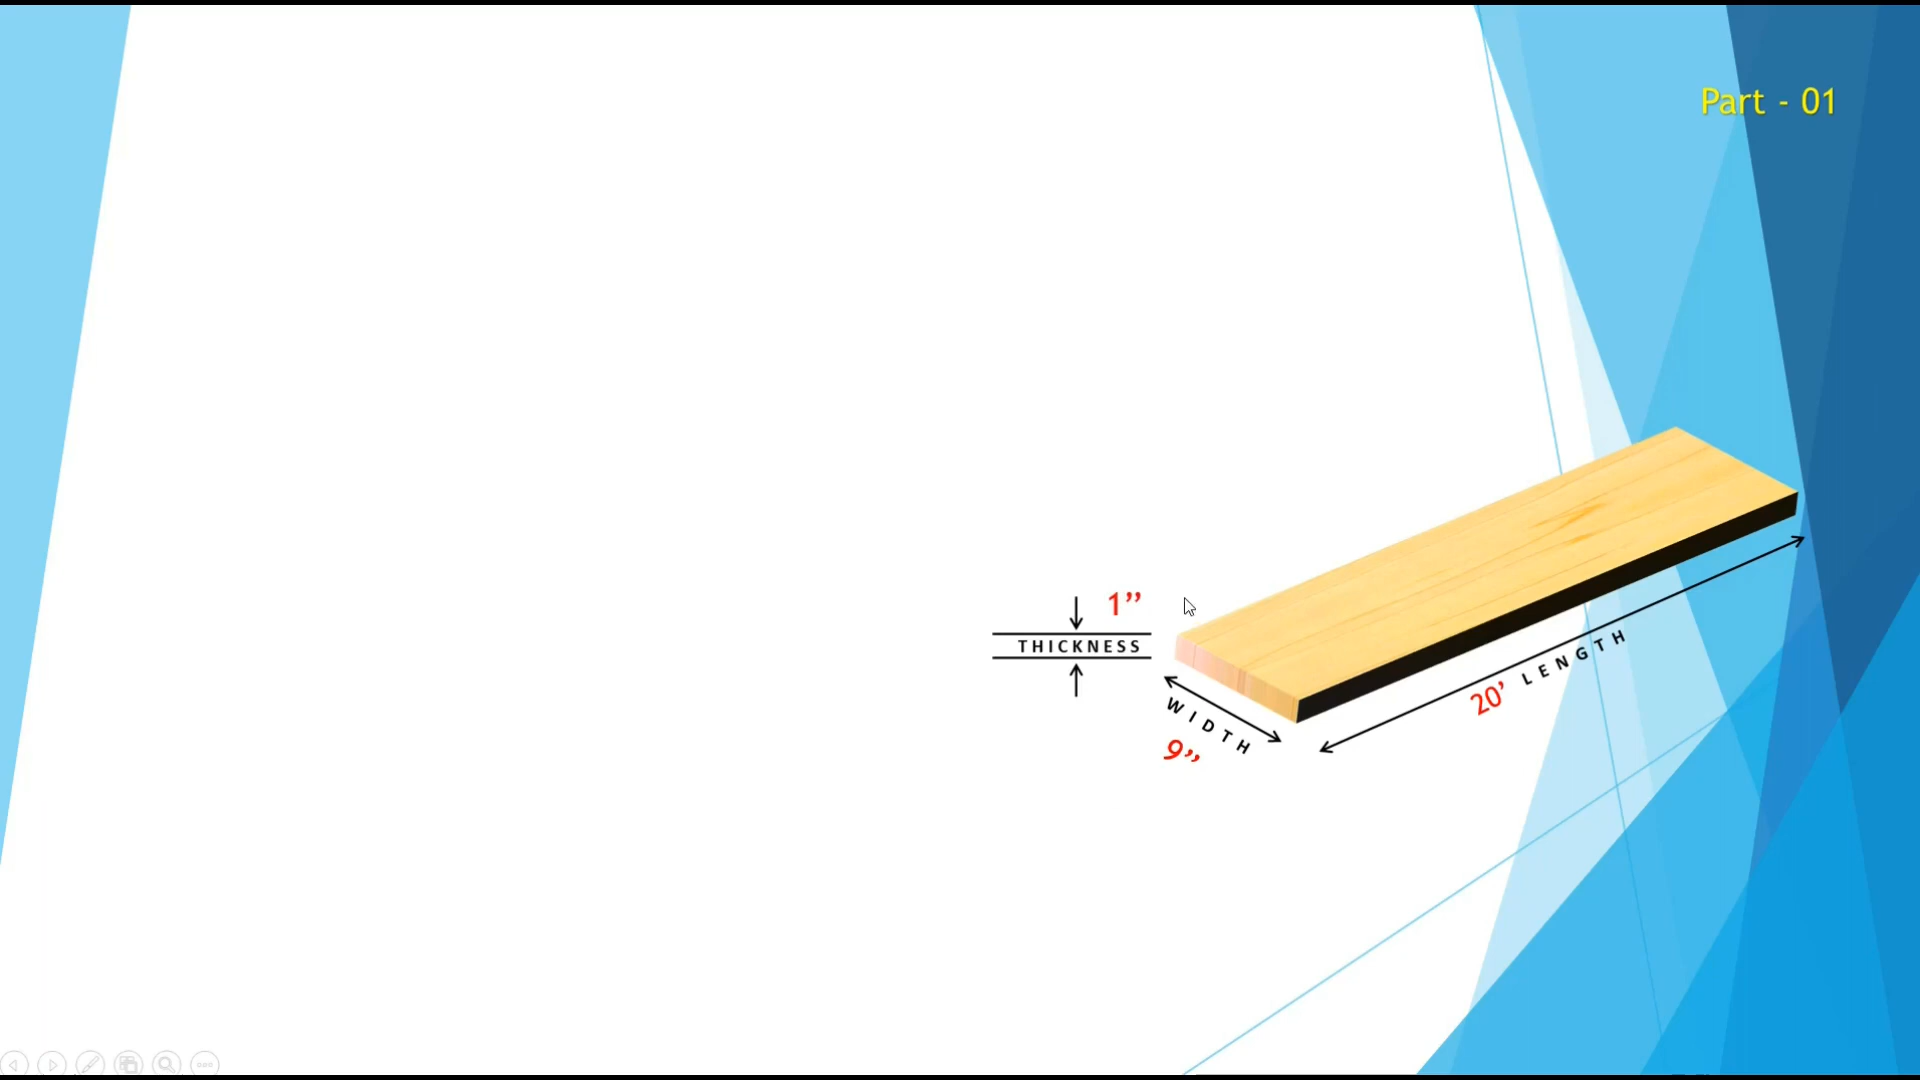 Part - 01
1’’
THICKNESS
WIDTH
9’’
20’ LENGTH